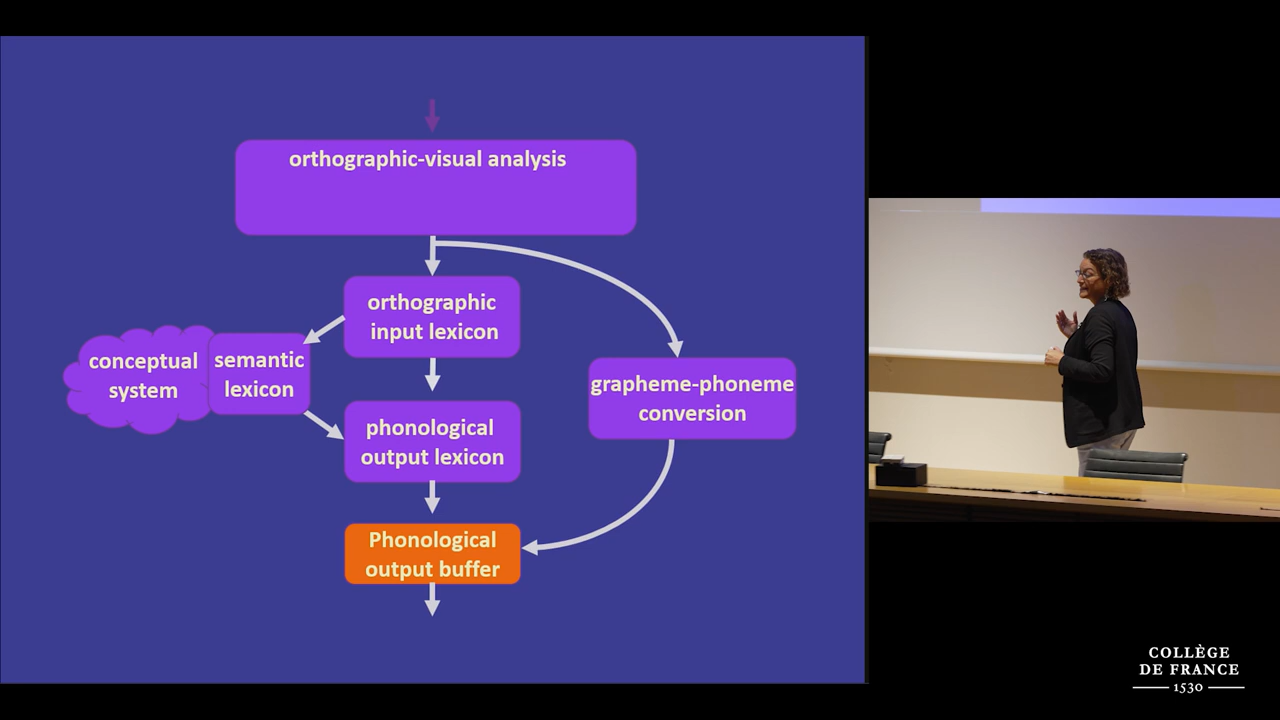 orthographic-visual analysis
orthographic
input lexicon
conceptual
system
semantic
lexicon
grapheme-phoneme
conversion
phonological
output lexicon
Phonological
output buffer
COLLÈGE
DE FRANCE
1530